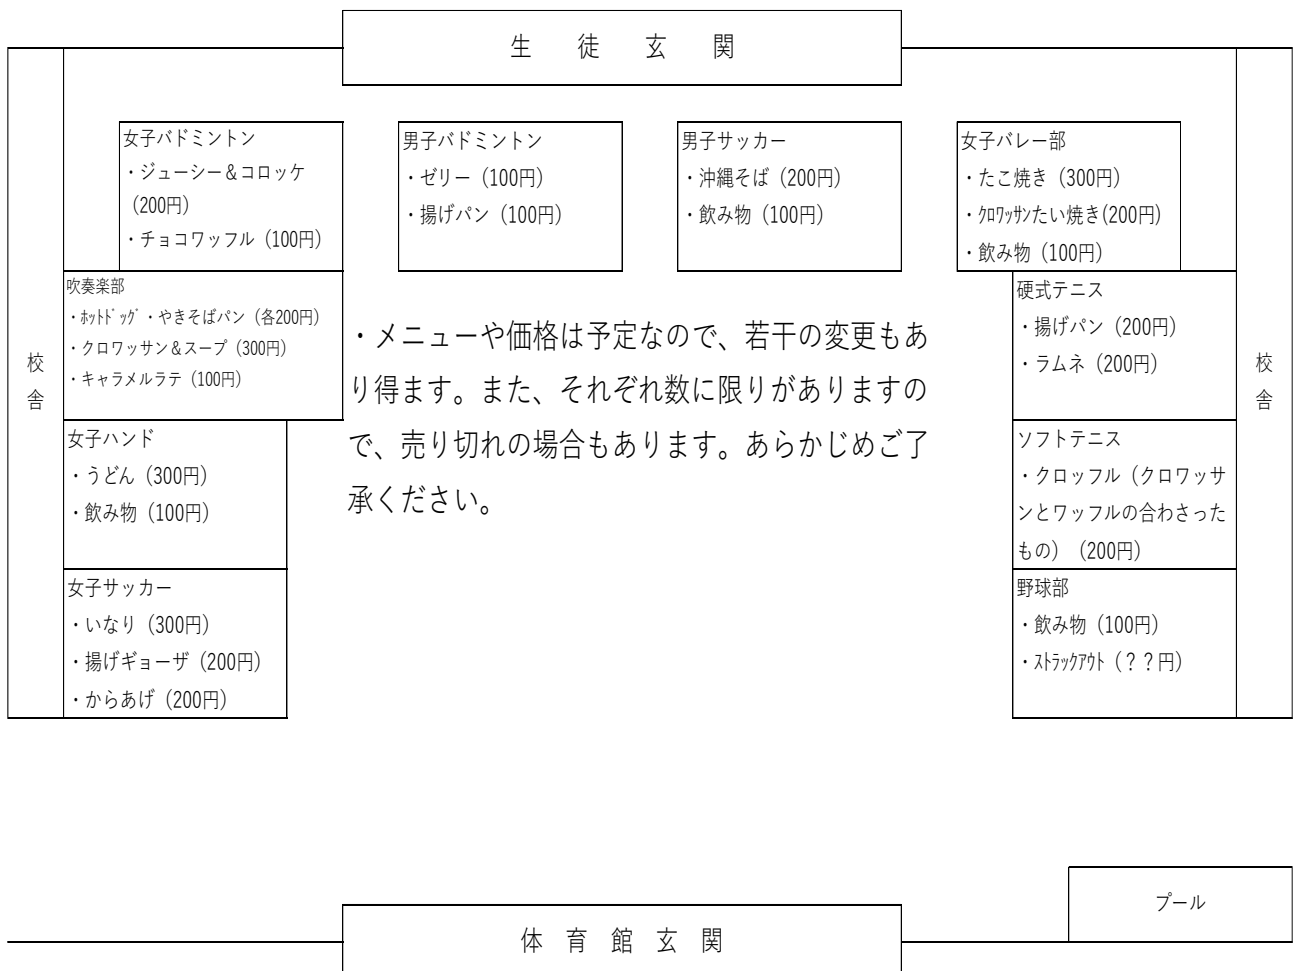 生徒玄関
女子バドミントン
・ジューシー＆コロッケ
(200円)
・チョコワッフル (100円)
男子バドミントン
・ゼリー (100円)
・揚げパン (100円)
男子サッカー
・沖縄そば (200円)
・飲み物 (100円)
女子バレー部
・たこ焼き (300円)
・ｸﾛﾜｯｻﾝたい焼き(200円)
・飲み物 (100円)
吹奏楽部
・ﾎｯﾄﾄﾞｯｸﾞ・やきそばパン (各200円)
・クロワッサン＆スープ (300円)
・キャラメルラテ (100円)
硬式テニス
・揚げパン (200円)
・ラムネ (200円)
・メニューや価格は予定なので、若干の変更もあ
り得ます。また、それぞれ数に限りがありますの
で、売り切れの場合もあります。あらかじめご了
承ください。
校舎
校舎
女子ハンド
・うどん (300円)
・飲み物 (100円)
ソフトテニス
・クロッフル (クロワッサ
ンとワッフルの合わさった
もの) (200円)
女子サッカー
・いなり (300円)
・揚げギョーザ (200円)
・からあげ (200円)
野球部
・飲み物 (100円)
・ｽﾄﾗｯｸｱｳﾄ (？？円)
プール
体育館玄関